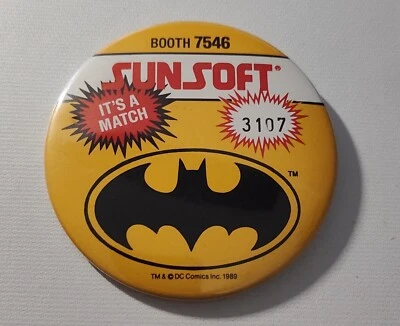 BOOTH 7546
SUNSOFT®
IT'S A
MATCH
3107
TM
TM & © DC Comics Inc. 1989